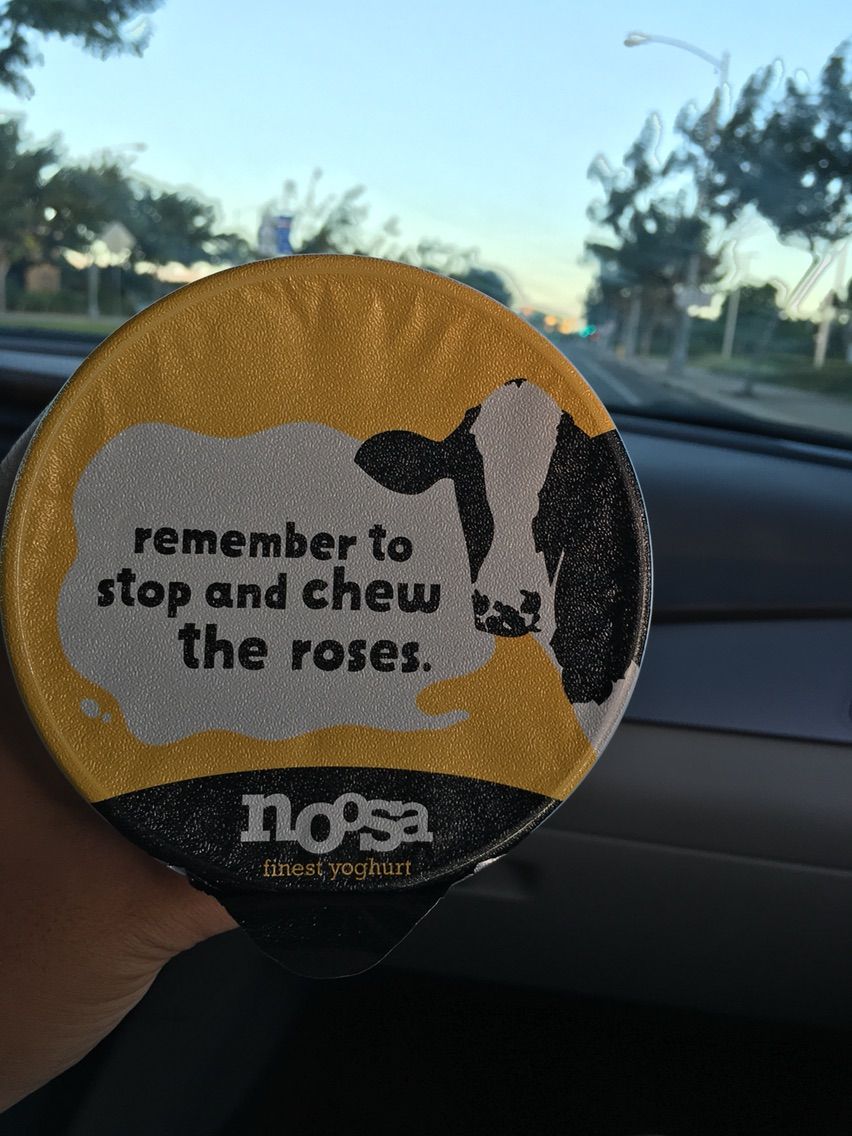 remember to
stop and chew
the roses.
noosa
finest yoghurt